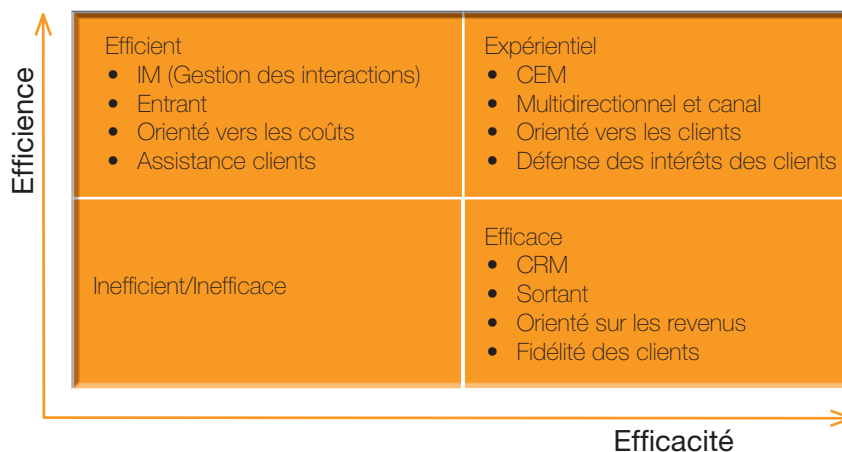 Efficience
Efficient
• IM (Gestion des interactions)
• Entrant
• Orienté vers les coûts
• Assistance clients
Expérientiel
• CEM
• Multidirectionnel et canal
• Orienté vers les clients
• Défense des intérêts des clients
Inefficient/Inefficace
Efficace
• CRM
• Sortant
• Orienté sur les revenus
• Fidélité des clients
Efficacité